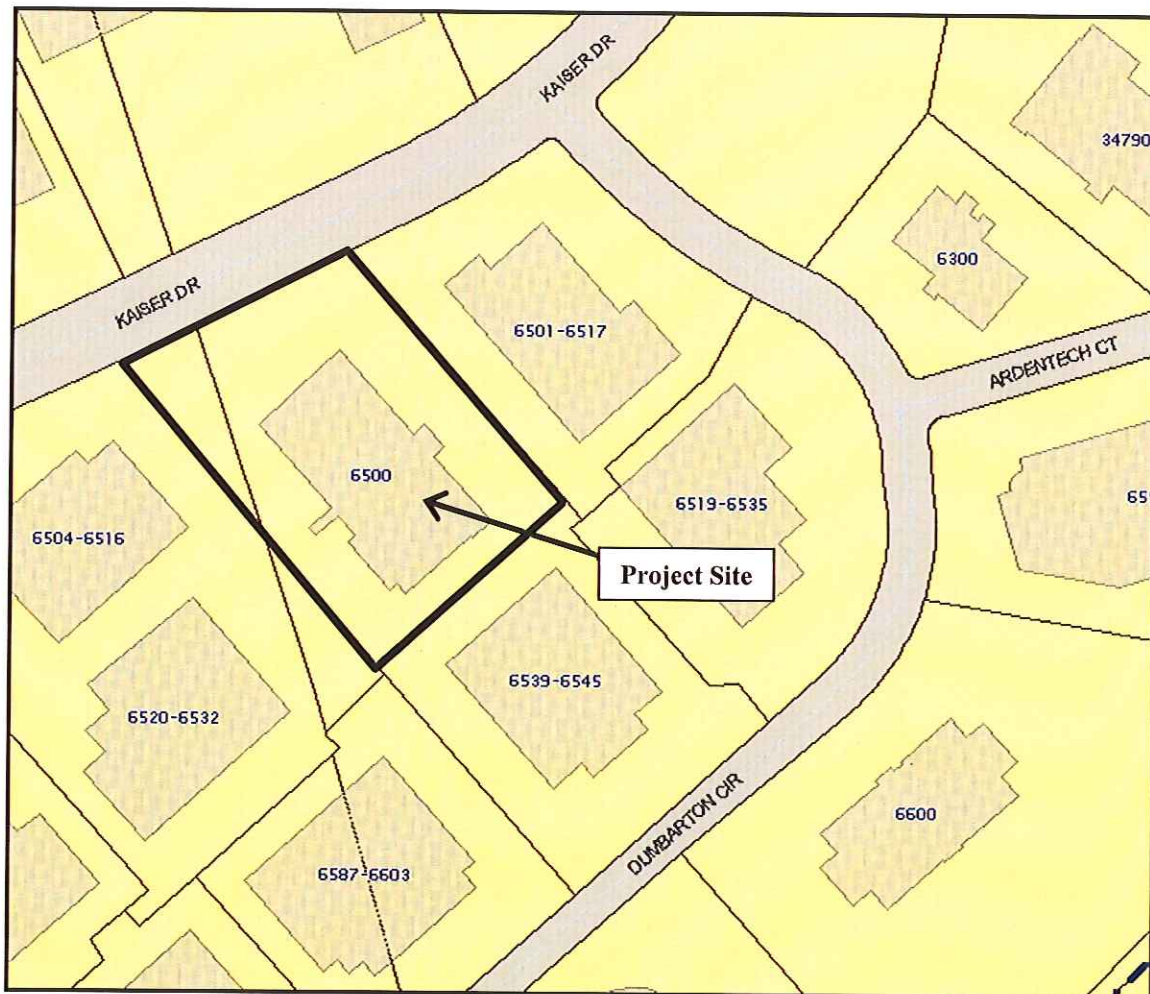 KAISER DR
34790
6300
KAISER DR
6501-6517
ARDENTECH CT
6500
6519-6535
6504-6516
Project Site
6539-6545
6520-6532
DUMBARTON CIR
6600
6587-6603